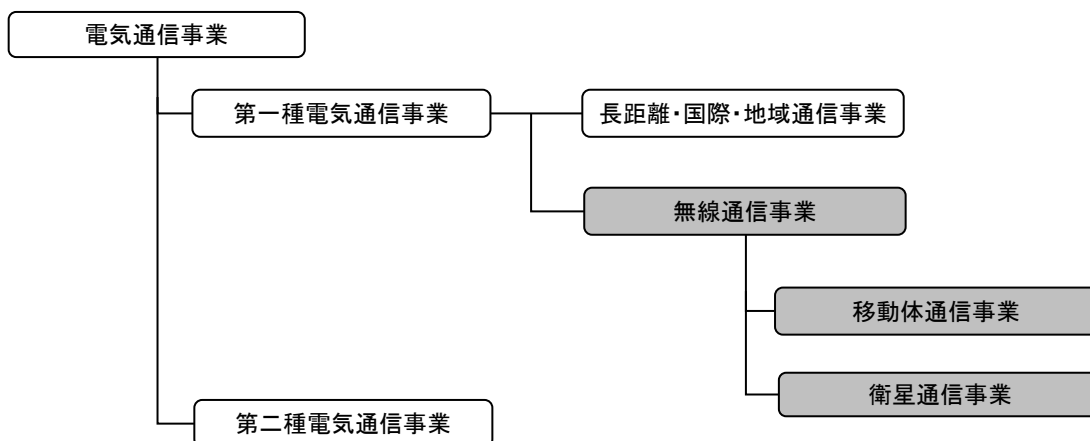 電気通信事業
第一種電気通信事業
長距離・国際・地域通信事業
無線通信事業
移動体通信事業
衛星通信事業
第二種電気通信事業